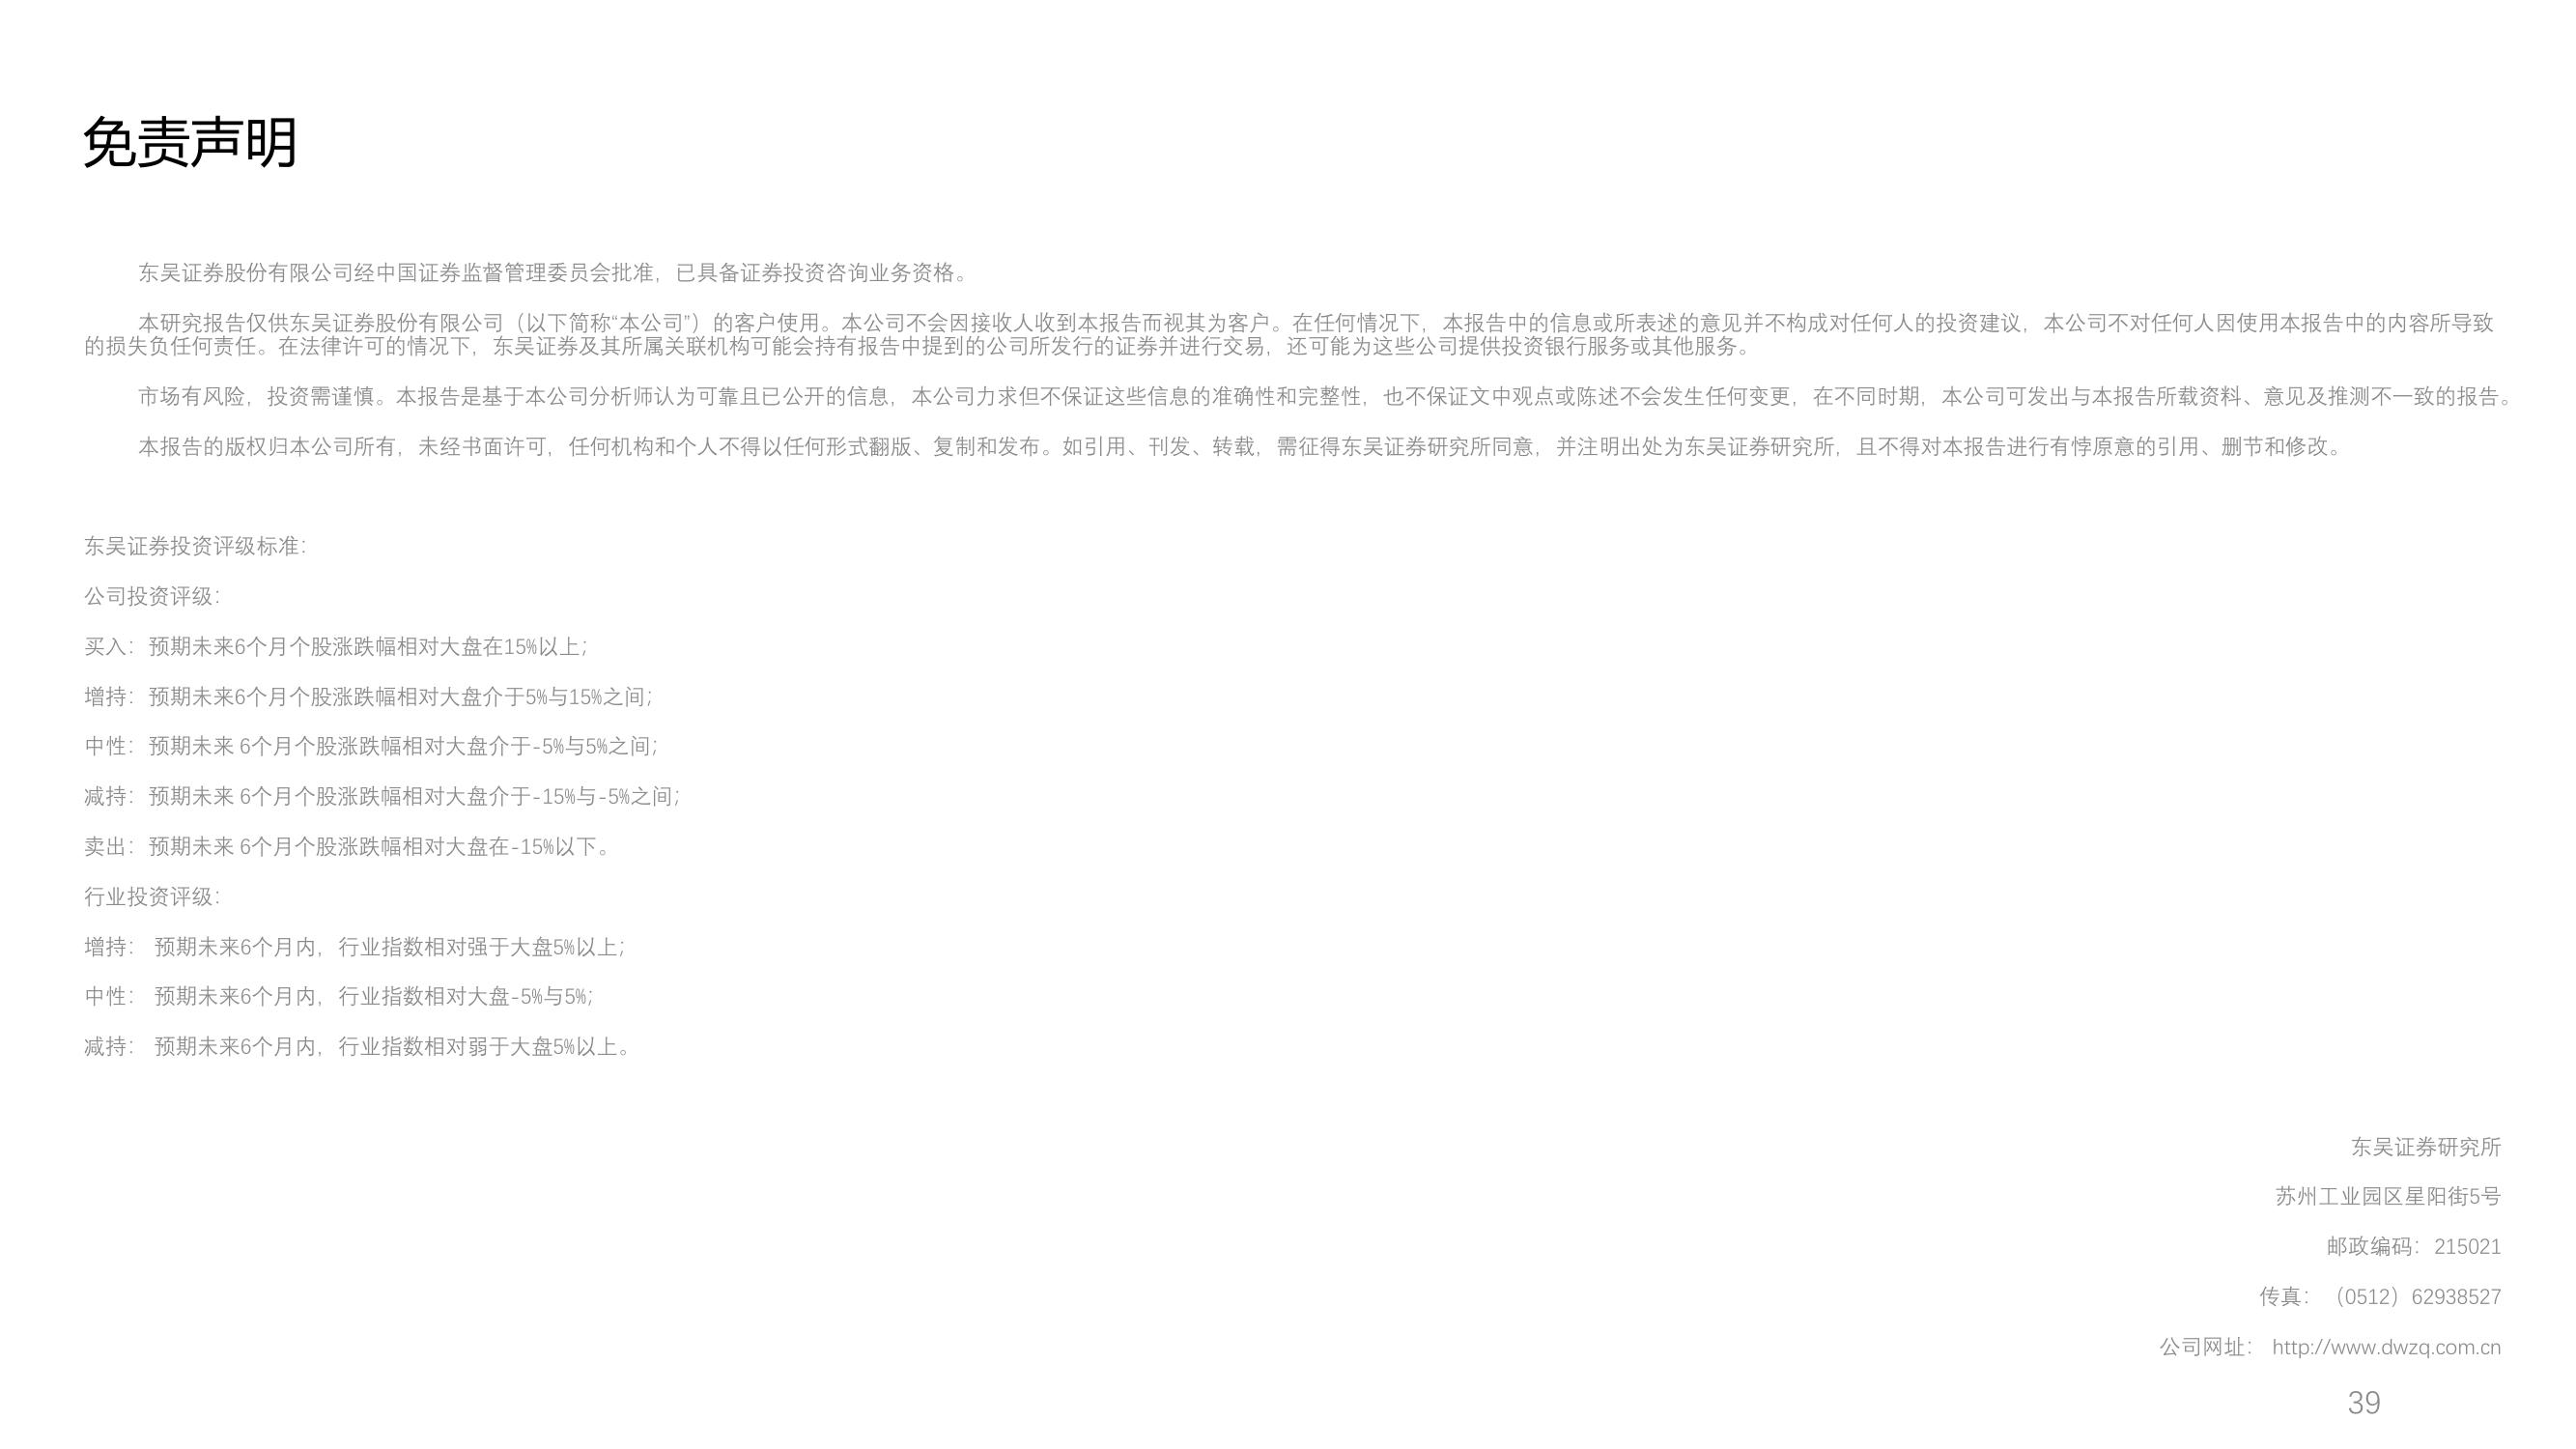 免责声明
东吴证券股份有限公司经中国证券监督管理委员会批准，已具备证券投资咨询业务资格。
本研究报告仅供东吴证券股份有限公司（以下简称“本公司”）的客户使用。本公司不会因接收人收到本报告而视其为客户。在任何情况下，本报告中的信息或所表述的意见并不构成对任何人的投资建议，本公司不对任何人因使用本报告中的内容所导致
的损失负任何责任。在法律许可的情况下，东吴证券及其所属关联机构可能会持有报告中提到的公司所发行的证券并进行交易，还可能为这些公司提供投资银行服务或其他服务。
市场有风险，投资需谨慎。本报告是基于本公司分析师认为可靠且已公开的信息，本公司力求但不保证这些信息的准确性和完整性，也不保证文中观点或陈述不会发生任何变更，在不同时期，本公司可发出与本报告所载资料、意见及推测不一致的报告。
本报告的版权归本公司所有，未经书面许可，任何机构和个人不得以任何形式翻版、复制和发布。如引用、刊发、转载，需征得东吴证券研究所同意，并注明出处为东吴证券研究所，且不得对本报告进行有悖原意的引用、删节和修改。
东吴证券投资评级标准：
公司投资评级：
买入：预期未来6个月个股涨跌幅相对大盘在15%以上；
增持：预期未来6个月个股涨跌幅相对大盘介于5%与15%之间；
中性：预期未来 6个月个股涨跌幅相对大盘介于-5%与5%之间；
减持：预期未来 6个月个股涨跌幅相对大盘介于-15%与-5%之间；
卖出：预期未来 6个月个股涨跌幅相对大盘在-15%以下。
行业投资评级：
增持： 预期未来6个月内，行业指数相对强于大盘5%以上；
中性： 预期未来6个月内，行业指数相对大盘-5%与5%；
减持： 预期未来6个月内，行业指数相对弱于大盘5%以上。
东吴证券研究所
苏州工业园区星阳街5号
邮政编码：215021
传真：（0512）62938527
公司网址： http://www.dwzq.com.cn
39